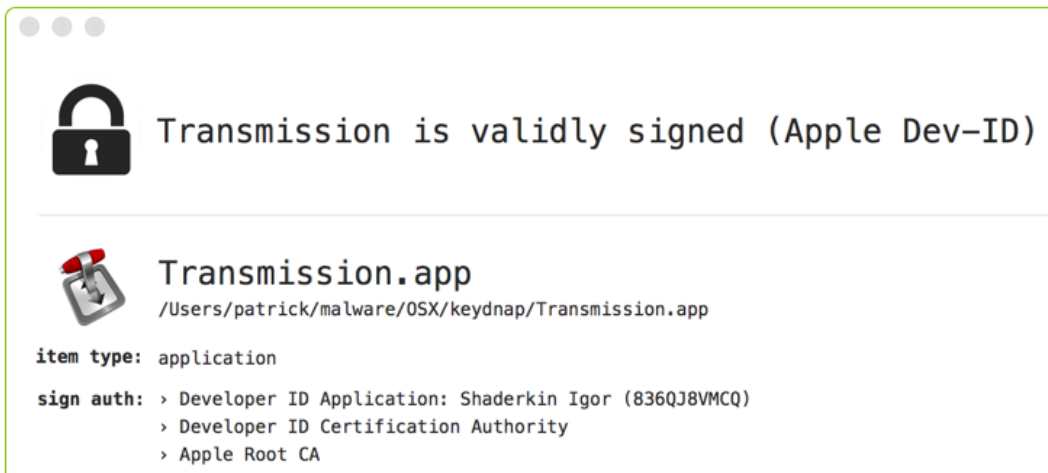 Transmission is validly signed (Apple Dev-ID)
Transmission.app
/Users/patrick/malware/OSX/keydnap/Transmission.app
item type: application
sign auth: › Developer ID Application: Shaderkin Igor (836QJ8VMCQ)
› Developer ID Certification Authority
› Apple Root CA